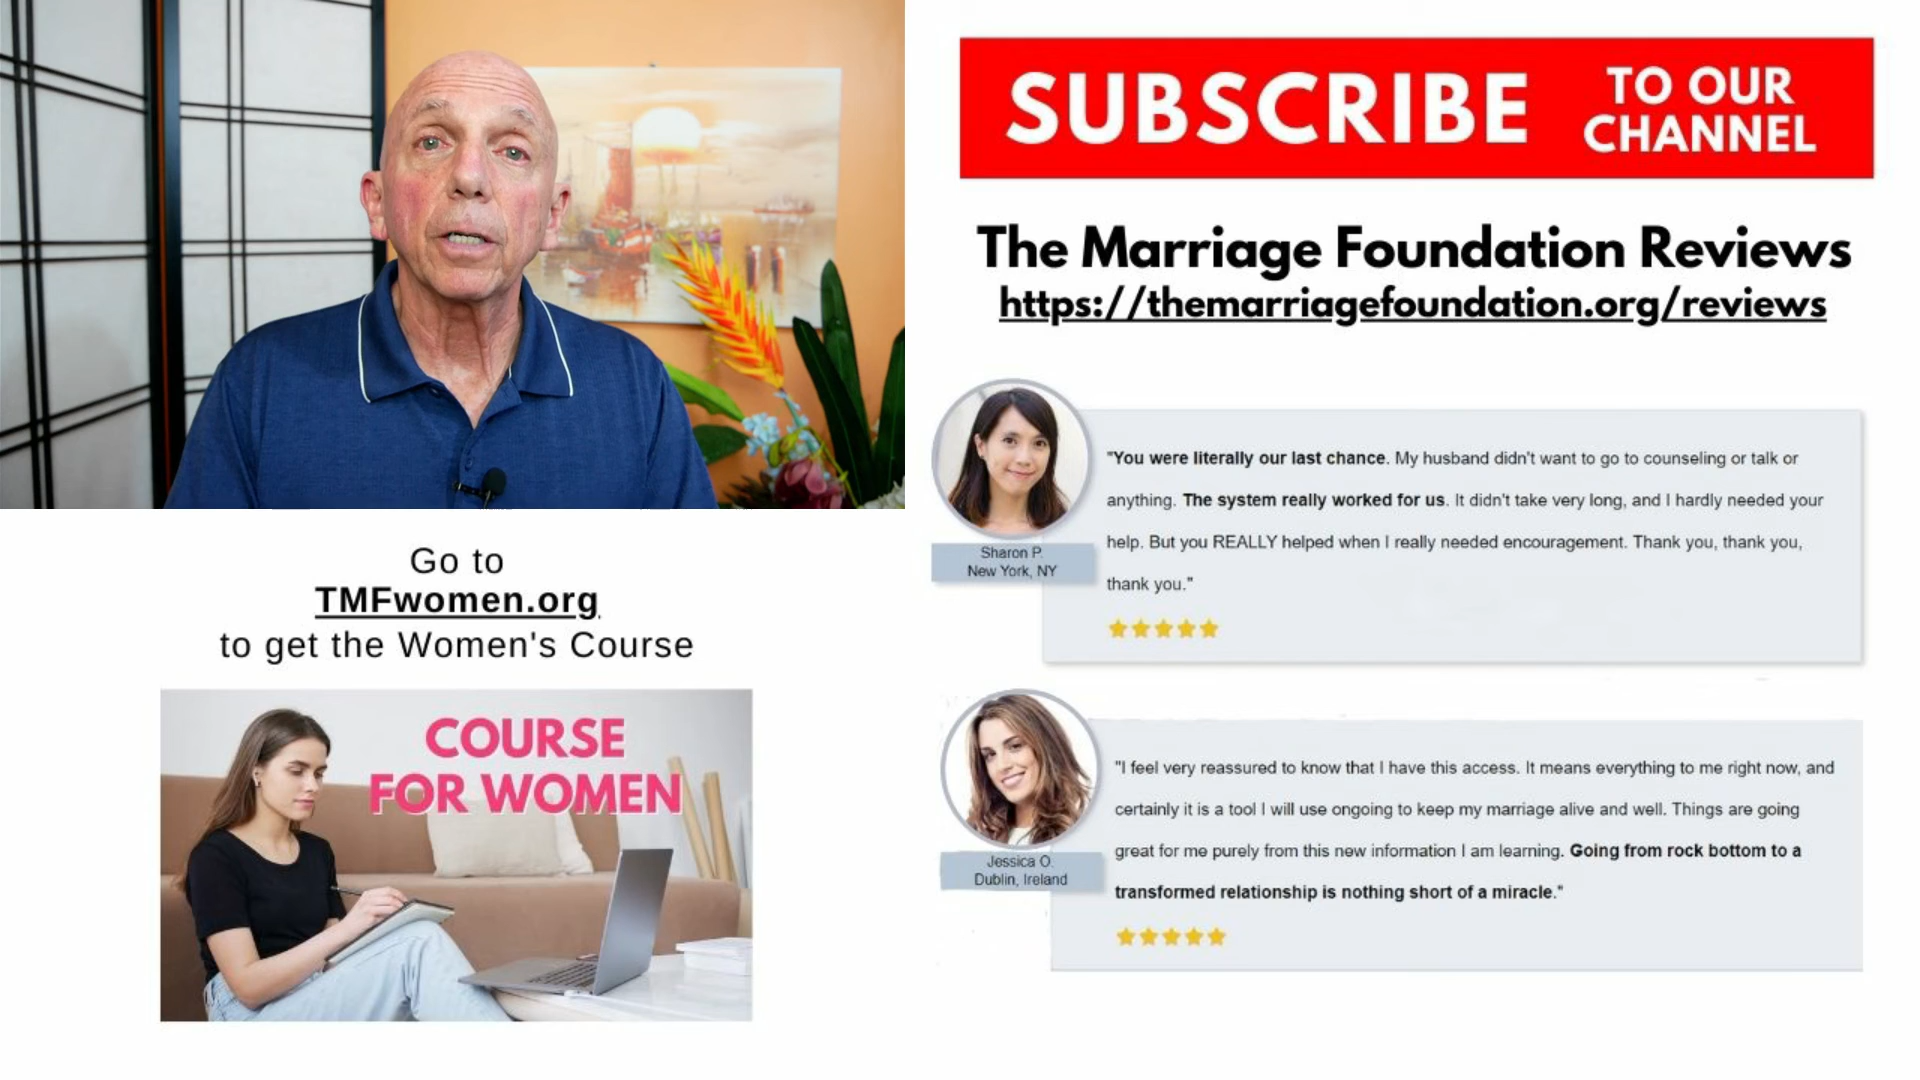 SUBSCRIBE
TO OUR
CHANNEL
The Marriage Foundation Reviews
https://themarriagefoundation.org/reviews
"You were literally our last chance. My husband didn't want to go to counseling or talk or
anything. The system really worked for us. It didn't take very long, and I hardly needed your
help. But you REALLY helped when I really needed encouragement. Thank you, thank you,
thank you."
Sharon P.
New York, NY
"I feel very reassured to know that I have this access. It means everything to me right now, and
certainly it is a tool I will use ongoing to keep my marriage alive and well. Things are going
great for me purely from this new information I am learning. Going from rock bottom to a
transformed relationship is nothing short of a miracle."
Jessica O.
Dublin, Ireland
Go to
TMFwomen.org
to get the Women's Course
COURSE
FOR WOMEN